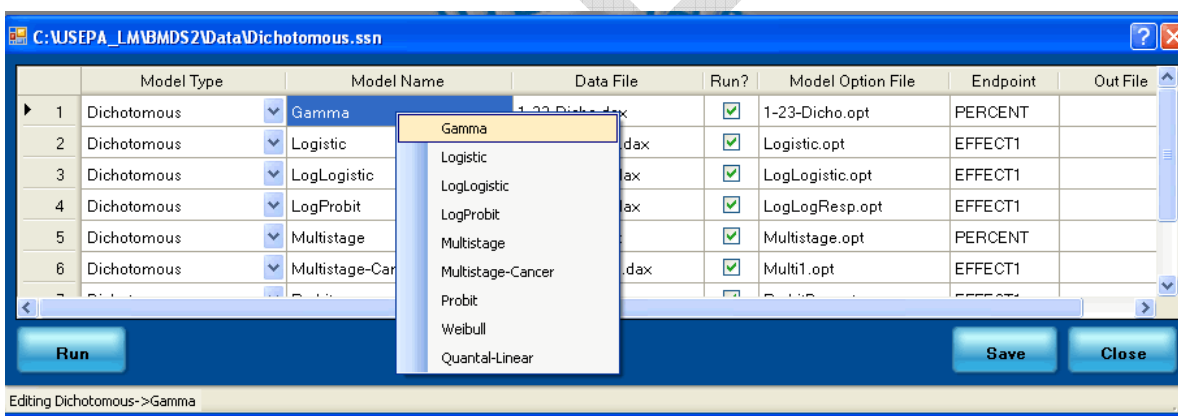 C:\USEPA_LM\BMDS2\Data\Dichotomous.ssn
Model Type Model Name Data File Run? Model Option File Endpoint Out File
1 Dichotomous Gamma 1-23-Dicho.opt PERCENT
2 Dichotomous Logistic .dax Logistic.opt EFFECT1
3 Dichotomous LogLogistic LogLogistic.opt EFFECT1
4 Dichotomous LogProbit LogLogResp.opt EFFECT1
5 Dichotomous Multistage Multistage.opt PERCENT
6 Dichotomous Multistage-Car .dax Multi1.opt EFFECT1
Gamma
Logistic
LogLogistic
LogProbit
Multistage
Multistage-Cancer
Probit
Weibull
Quantal-Linear
Run Save Close
Editing Dichotomous->Gamma